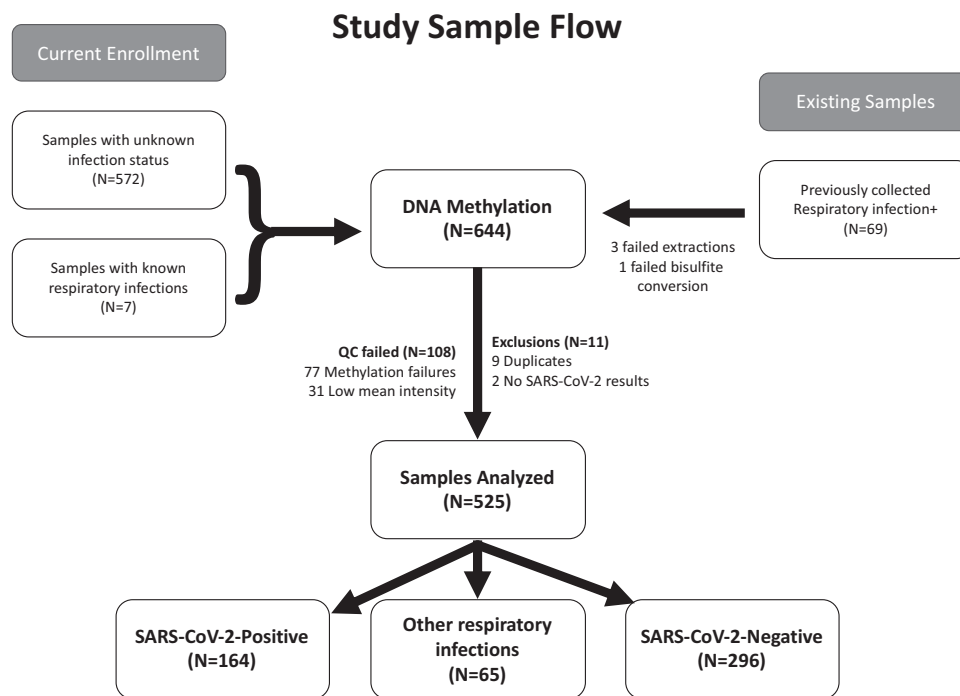 Study Sample Flow
Current Enrollment
Samples with unknown
infection status
(N=572)
Samples with known
respiratory infections
(N=7)
Existing Samples
Previously collected
Respiratory infection+
(N=69)
3 failed extractions
1 failed bisulfite
conversion
DNA Methylation
(N=644)
QC failed (N=108)
77 Methylation failures
31 Low mean intensity
Exclusions (N=11)
9 Duplicates
2 No SARS-CoV-2 results
Samples Analyzed
(N=525)
SARS-CoV-2-Positive
(N=164)
Other respiratory
infections
(N=65)
SARS-CoV-2-Negative
(N=296)